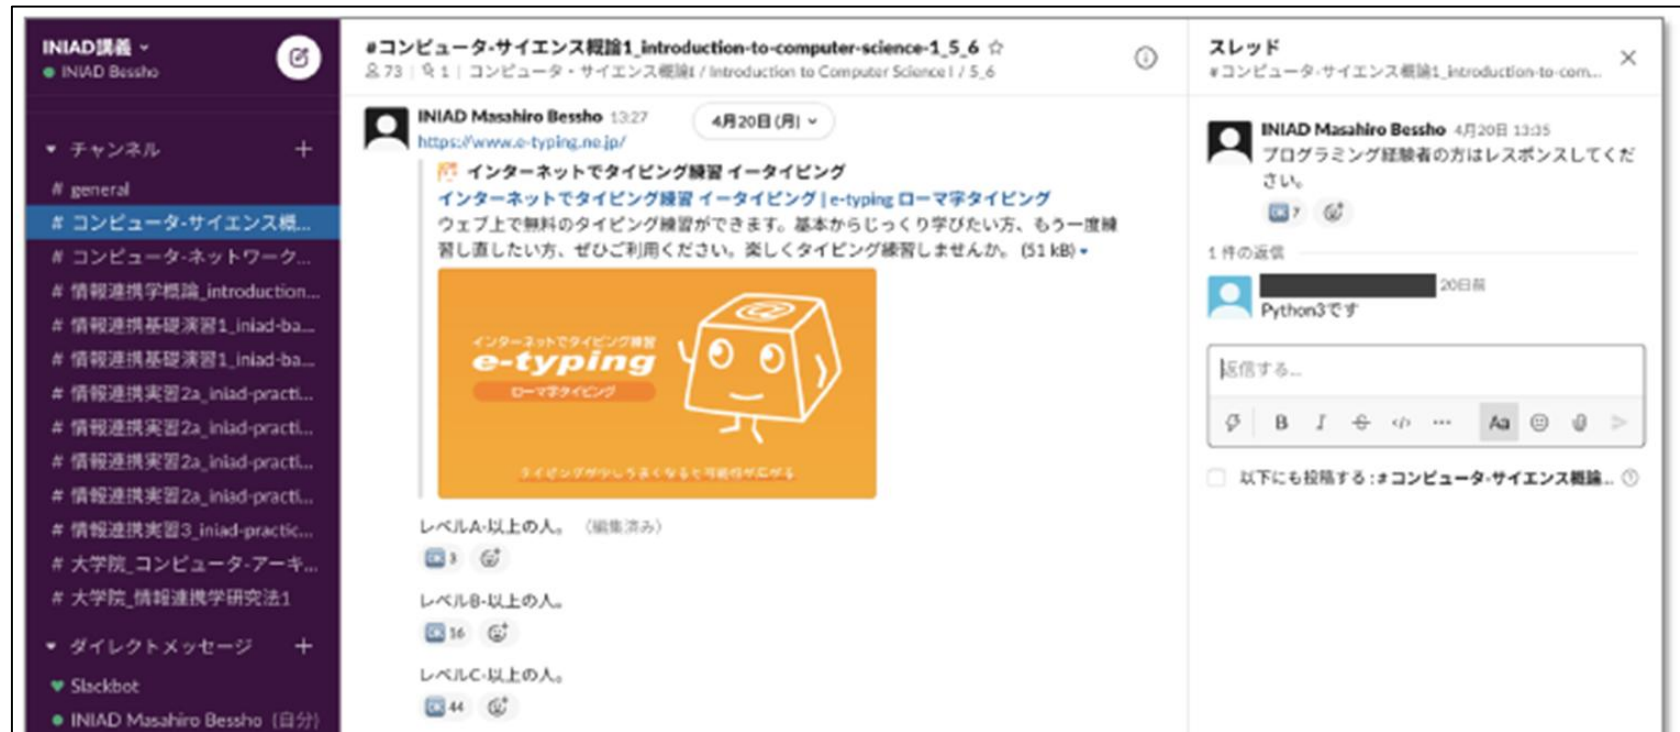 INIAD講義
INIAD Bessho
チャンネル
# general
# コンピュータ-サイエンス概...
# コンピュータ-ネットワーク...
# 情報連携学概論_introduction...
# 情報連携基礎演習1_iniad-ba...
# 情報連携基礎演習1_iniad-ba...
# 情報連携実習2a_iniad-practi...
# 情報連携実習2a_iniad-practi...
# 情報連携実習2a_iniad-practi...
# 情報連携実習2a_iniad-practi...
# 情報連携実習3_iniad-practic...
# 大学院_コンピュータ-アーキ...
# 大学院_情報連携学研究法1
ダイレクトメッセージ
Slackbot
INIAD Masahiro Bessho (自分)
#コンピュータ-サイエンス概論1_introduction-to-computer-science-1_5_6
73 | 1 | コンピュータ・サイエンス概論I / Introduction to Computer Science I / 5_6
4月20日 (月)
INIAD Masahiro Bessho 13:27
https://www.e-typing.ne.jp/
インターネットでタイピング練習 イータイピング
インターネットでタイピング練習 イータイピング | e-typing ローマ字タイピング
ウェブ上で無料のタイピング練習ができます。基本からじっくり学びたい方、もう一度練
習し直したい方、ぜひご利用ください。楽しくタイピング練習しませんか。 (51 kB)
インターネットでタイピング練習
e-typing
ローマ字タイピング
タイピングが少しうまくなると可能性が広がる
レベルA-以上の人。 (編集済み)
OK 3
レベルB-以上の人。
OK 16
レベルC-以上の人。
OK 44
スレッド
#コンピュータ-サイエンス概論1_introduction-to-com...
INIAD Masahiro Bessho 4月20日 13:35
プログラミング経験者の方はレスポンスしてくだ
さい。
OK 7
1 件の返信
20日前
Python3です
返信する...
B I S </> ... Aa
以下にも投稿する : #コンピュータ-サイエンス概論...